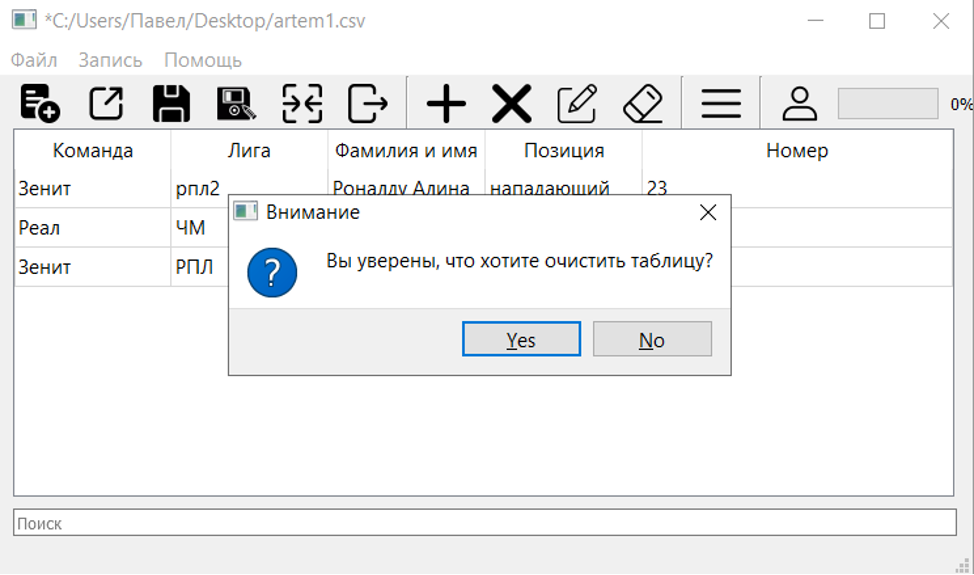 *C:/Users/Павел/Desktop/artem1.csv
Файл Запись Помощь
0%
Команда Лига Фамилия и имя Позиция Номер
Зенит рпл2 Роналду Алина нападающий 23
Реал ЧМ
Зенит РПЛ
Внимание
Вы уверены, что хотите очистить таблицу?
Yes No
Поиск